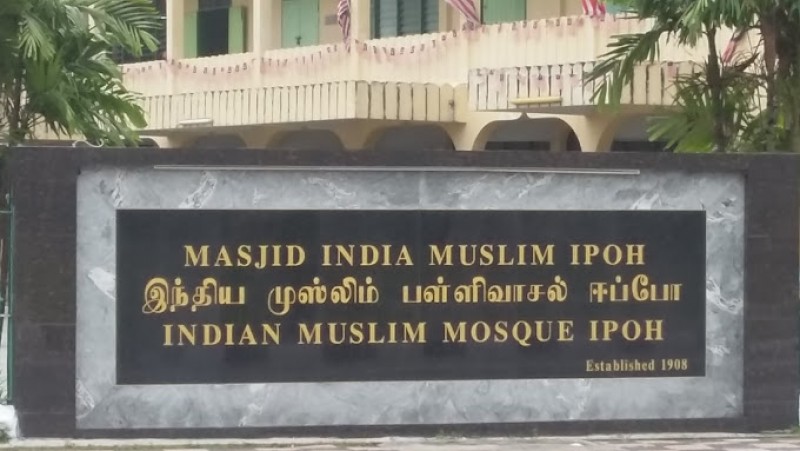 MASJID INDIA MUSLIM IPOH
இந்திய முஸ்லிம் பள்ளிவாசல் ஈப்போ
INDIAN MUSLIM MOSQUE IPOH
Established 1908